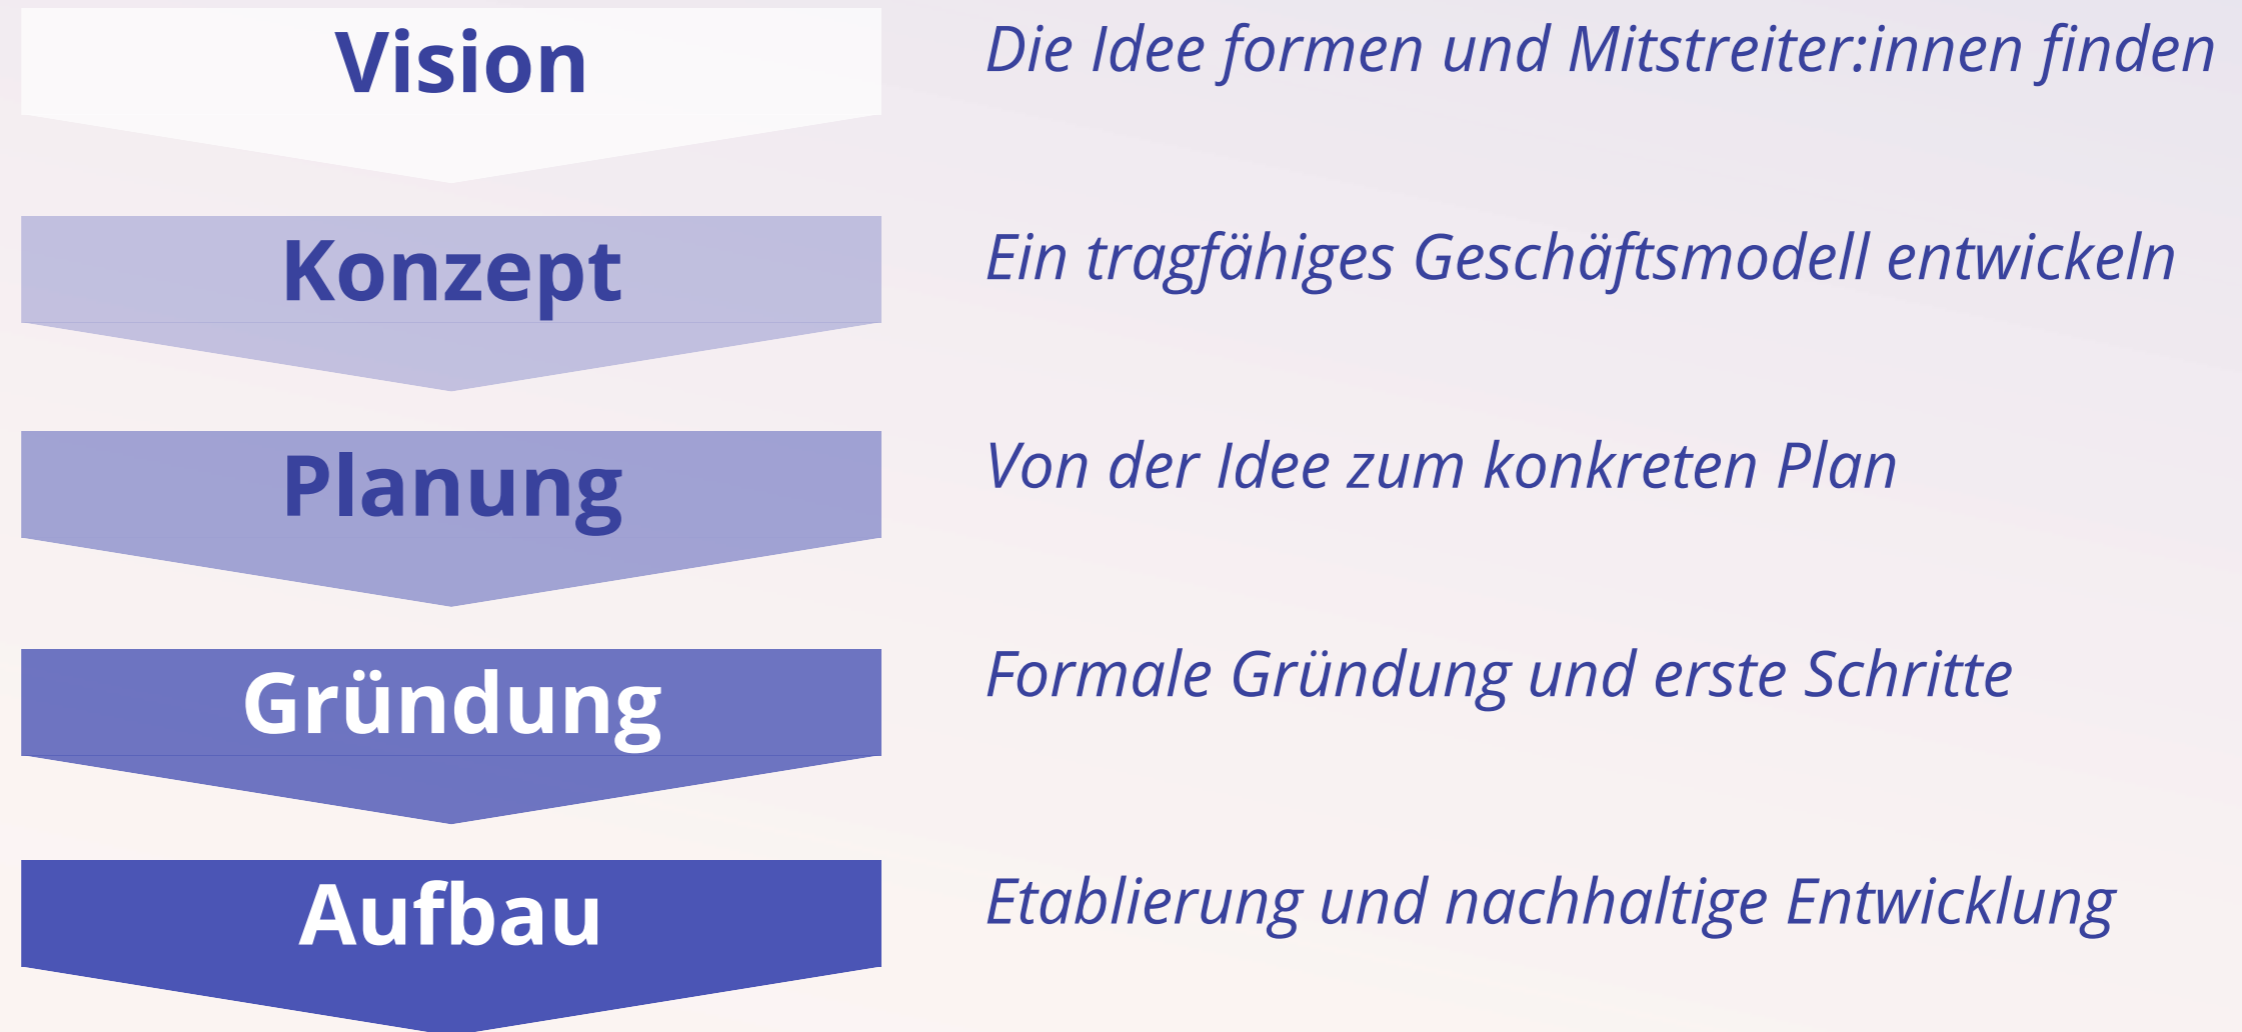 Vision
Die Idee formen und Mitstreiter:innen finden
Konzept
Ein tragfähiges Geschäftsmodell entwickeln
Planung
Von der Idee zum konkreten Plan
Gründung
Formale Gründung und erste Schritte
Aufbau
Etablierung und nachhaltige Entwicklung